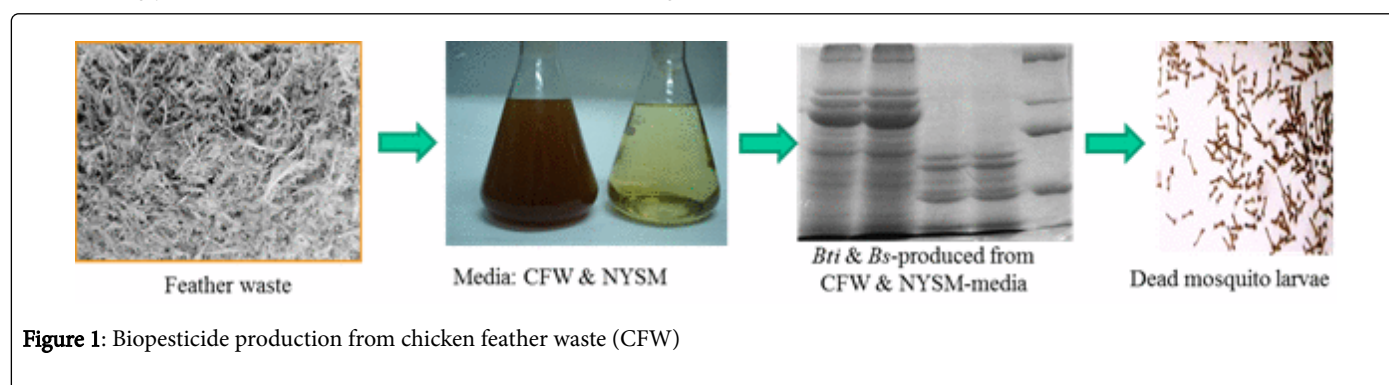 Feather waste
Media: CFW & NYSM
Bti & Bs-produced from
CFW & NYSM-media
Dead mosquito larvae
Figure 1: Biopesticide production from chicken feather waste (CFW)